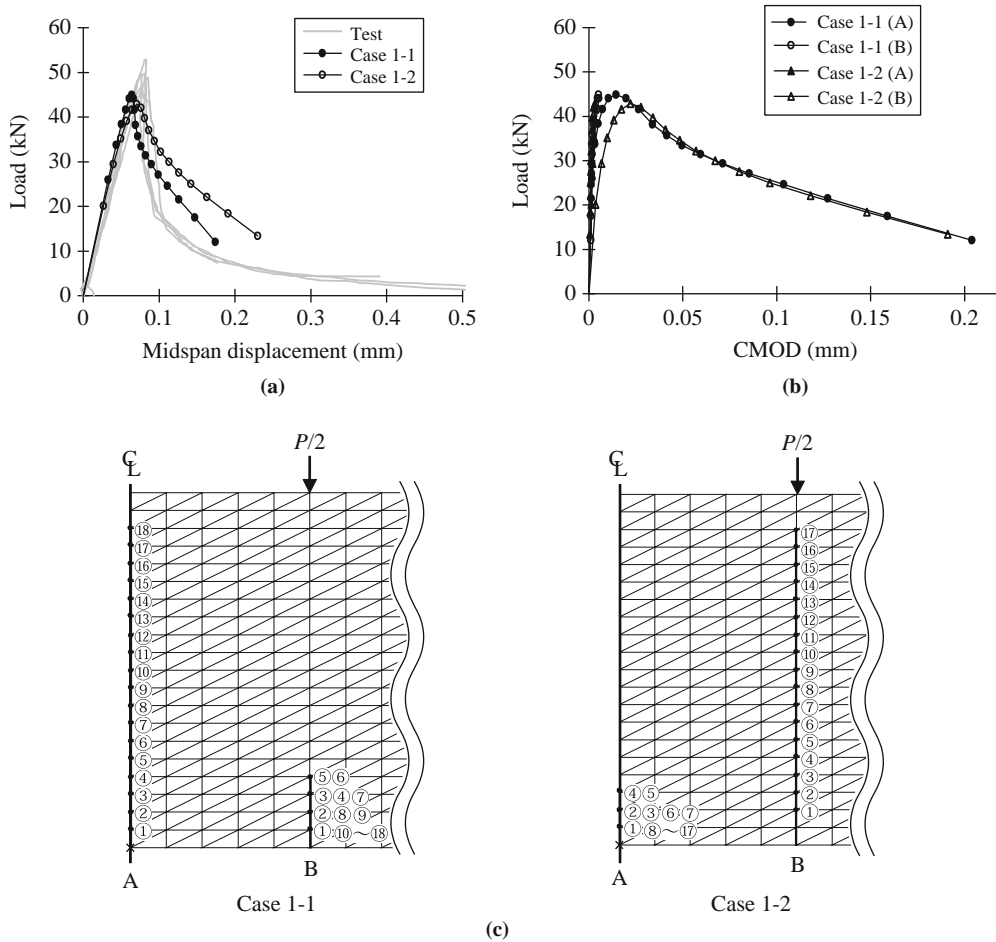 60
50
40
30
20
10
0
Load (kN)
0 0.1 0.2 0.3 0.4 0.5
Midspan displacement (mm)
Test
Case 1-1
Case 1-2
(a)
60
50
40
30
20
10
0
Load (kN)
0 0.05 0.1 0.15 0.2
CMOD (mm)
Case 1-1 (A)
Case 1-1 (B)
Case 1-2 (A)
Case 1-2 (B)
(b)
℄
P/2
⑱
⑰
⑯
⑮
⑭
⑬
⑫
⑪
⑩
⑨
⑧
⑦
⑥
⑤
④
③
②
①
⑤⑥
③④⑦
②⑧⑨
①⑩~⑱
A
B
Case 1-1
℄
P/2
⑰
⑯
⑮
⑭
⑬
⑫
⑪
⑩
⑨
⑧
⑦
⑥
⑤
④
③
②
①
④⑤
②③⑥⑦
①⑧~⑰
A
B
Case 1-2
(c)